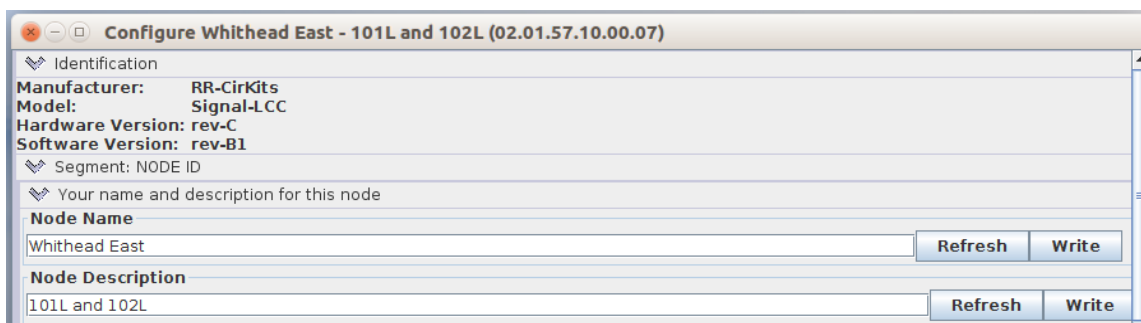 Configure Whithead East - 101L and 102L (02.01.57.10.00.07)
Identification
Manufacturer: RR-CirKits
Model: Signal-LCC
Hardware Version: rev-C
Software Version: rev-B1
Segment: NODE ID
Your name and description for this node
Node Name
Whithead East Refresh Write
Node Description
101L and 102L Refresh Write